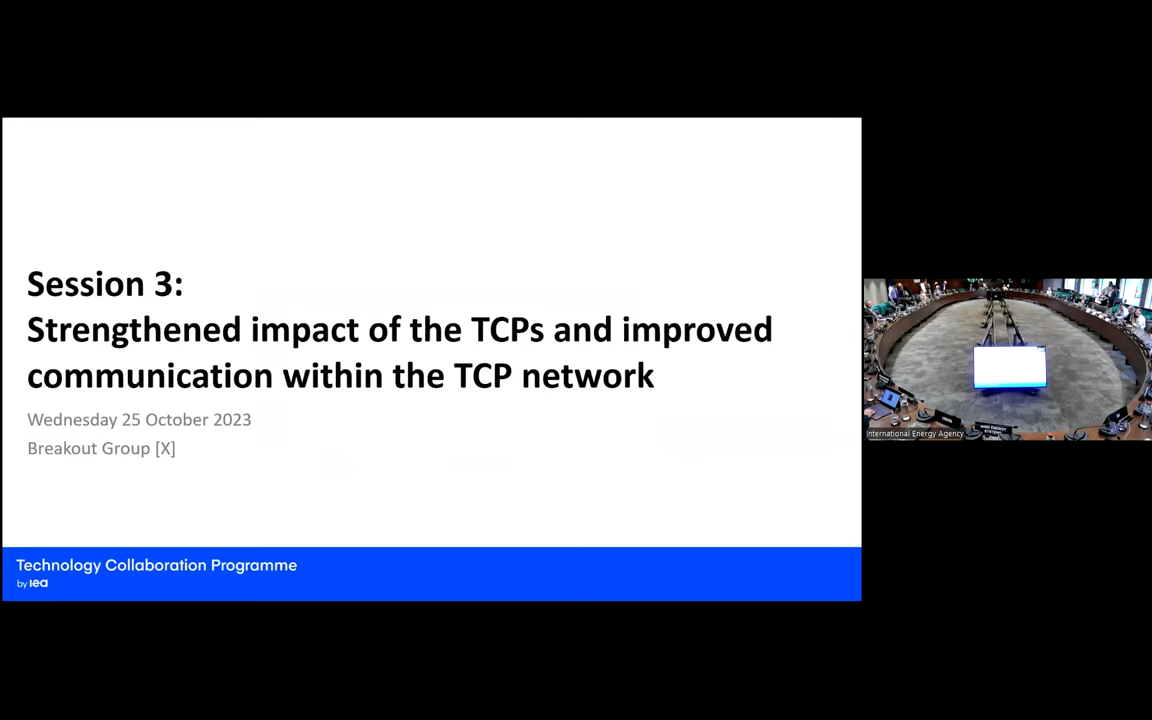 Session 3:
Strengthened impact of the TCPs and improved
communication within the TCP network
Wednesday 25 October 2023
Breakout Group [X]
Technology Collaboration Programme
by iea
International Energy Agency